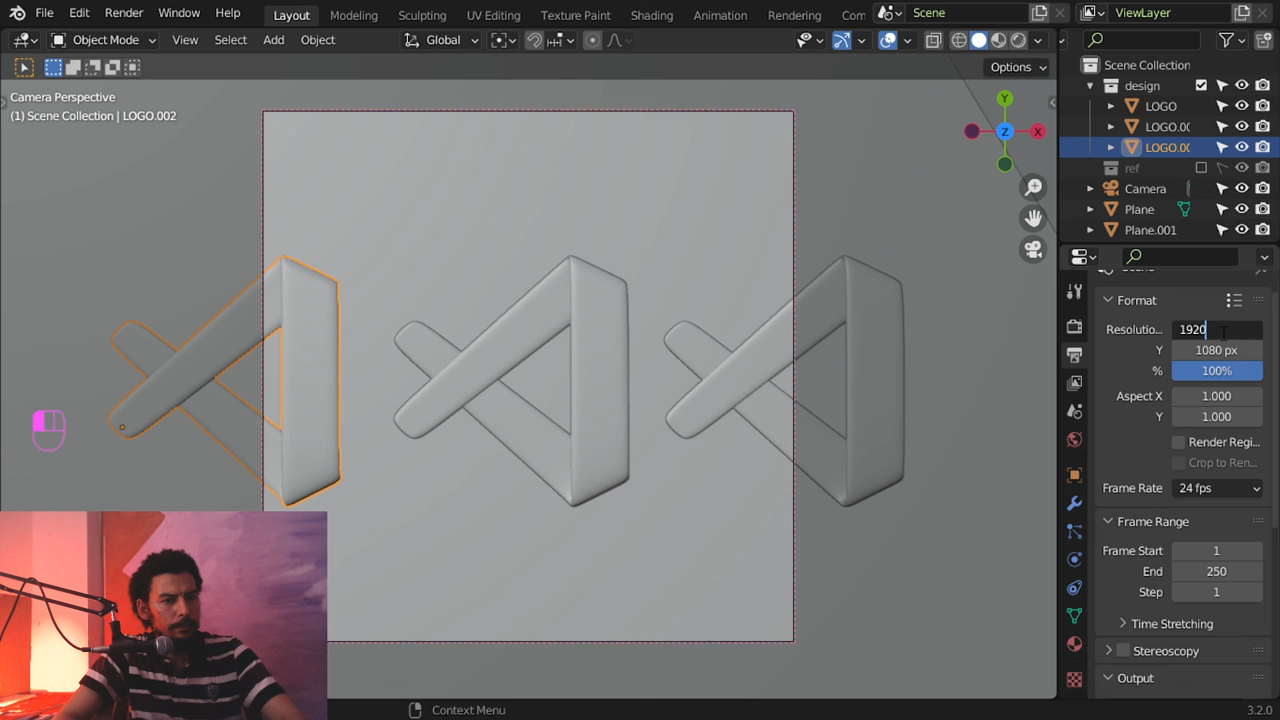 File Edit Render Window Help Layout Modeling Sculpting UV Editing Texture Paint Shading Animation Rendering Com Scene ViewLayer
Object Mode View Select Add Object Global
Options
Camera Perspective
(1) Scene Collection | LOGO.002
Y
X
Z
Scene Collection
design
LOGO
LOGO.00
LOGO.00
ref
Camera
Plane
Plane.001
Format
Resolutio... 1920
Y 1080 px
% 100%
Aspect X 1.000
Y 1.000
Render Regi...
Crop to Ren...
Frame Rate 24 fps
Frame Range
Frame Start 1
End 250
Step 1
Time Stretching
Stereoscopy
Output
Context Menu
3.2.0